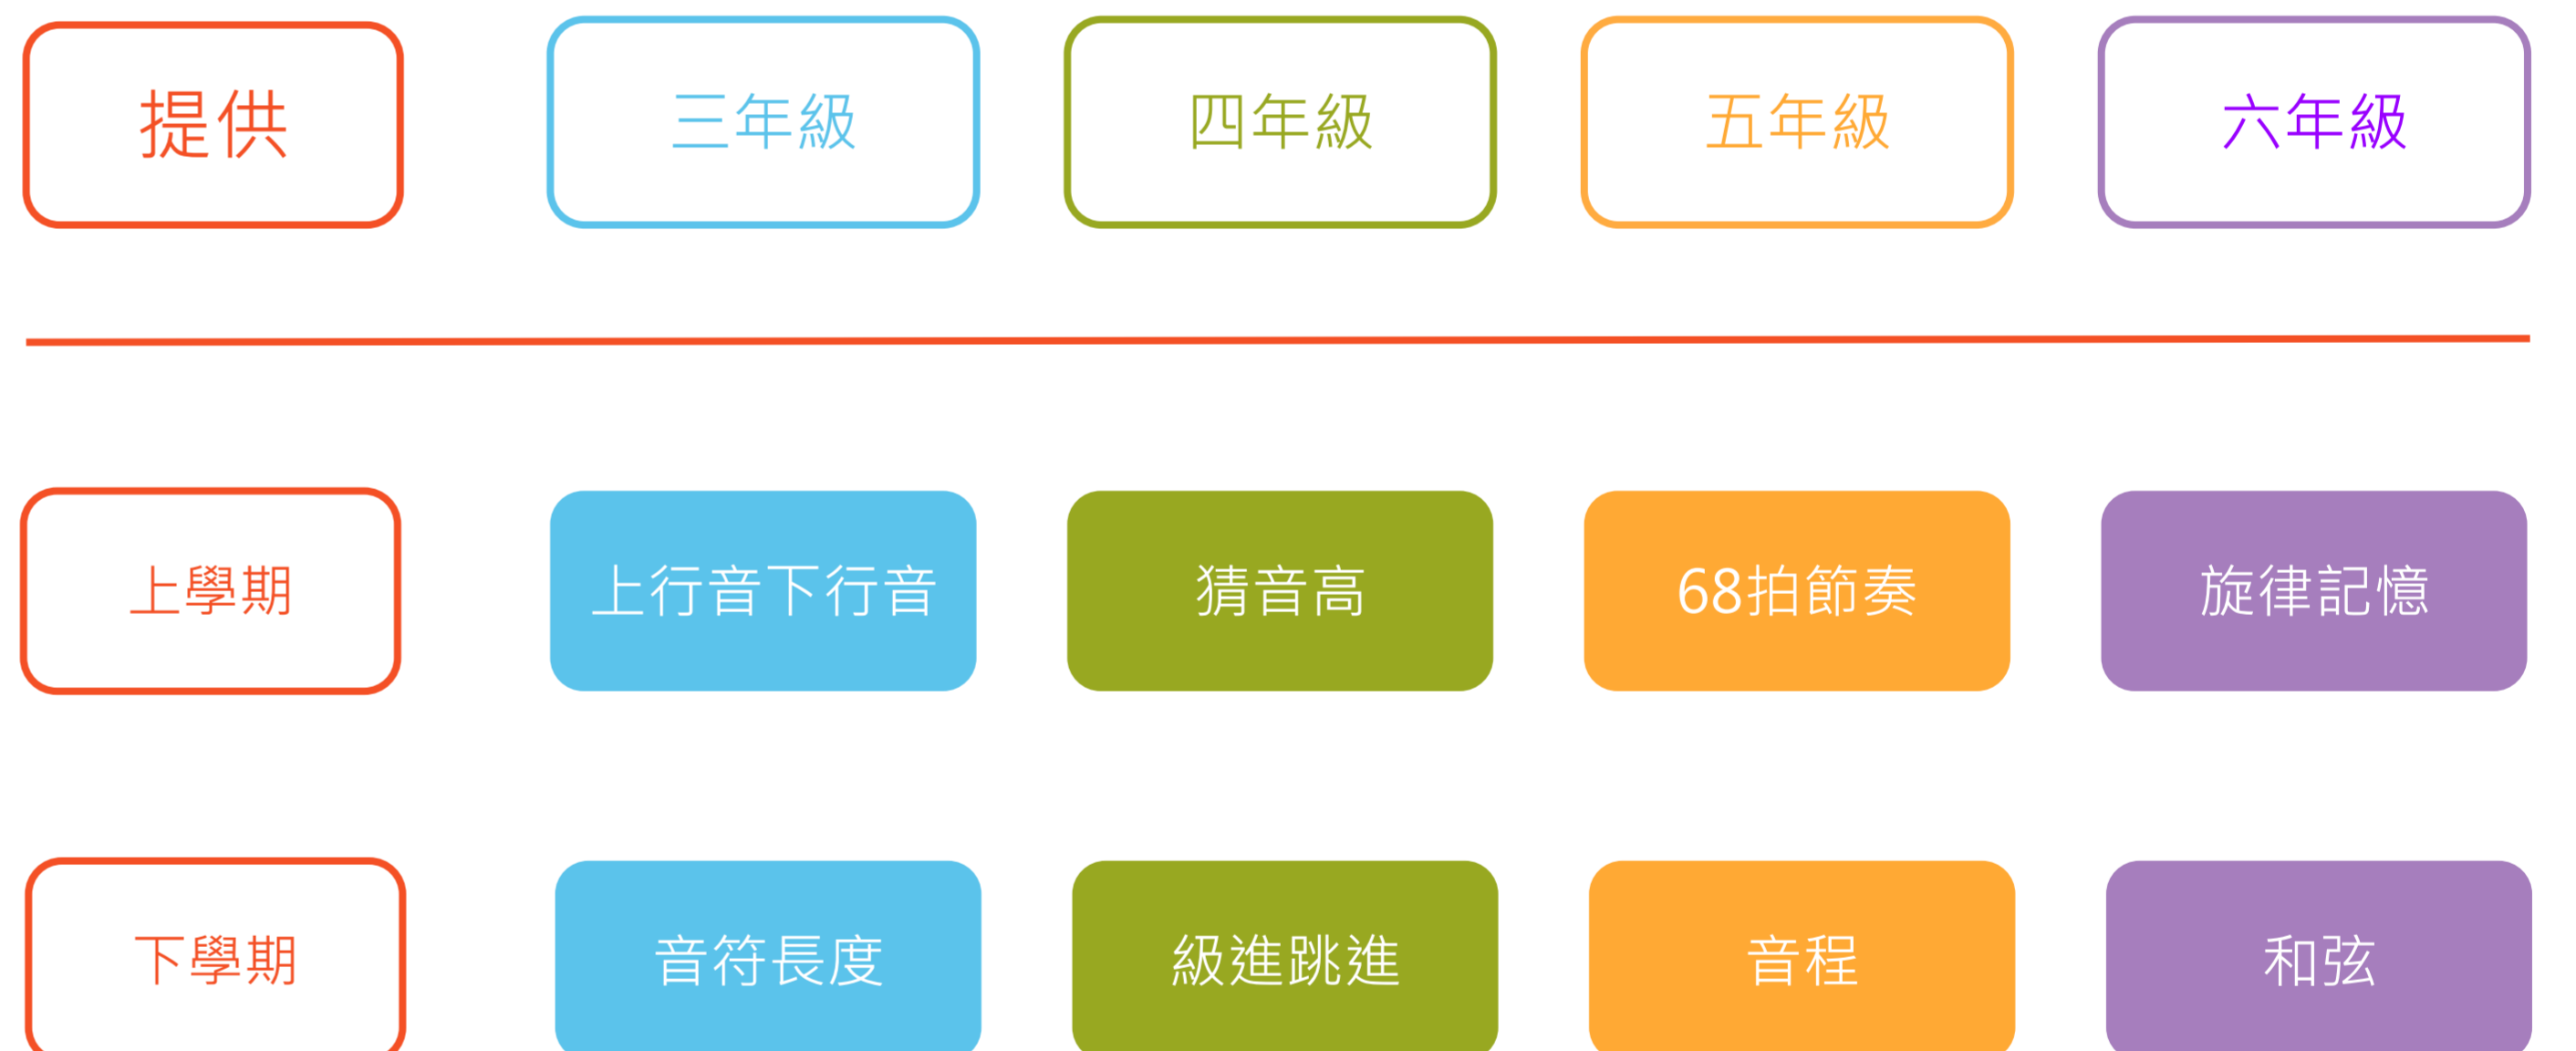 提供
三年級
四年級
五年級
六年級
上學期
上行音下行音
猜音高
68拍節奏
旋律記憶
下學期
音符長度
級進跳進
音程
和弦